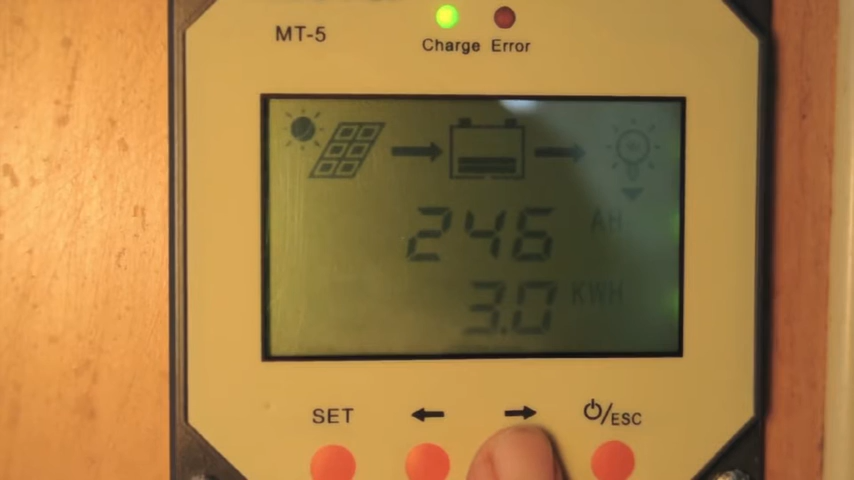 MT-5
Charge Error
246 AH
3.0 KWH
SET
/ESC